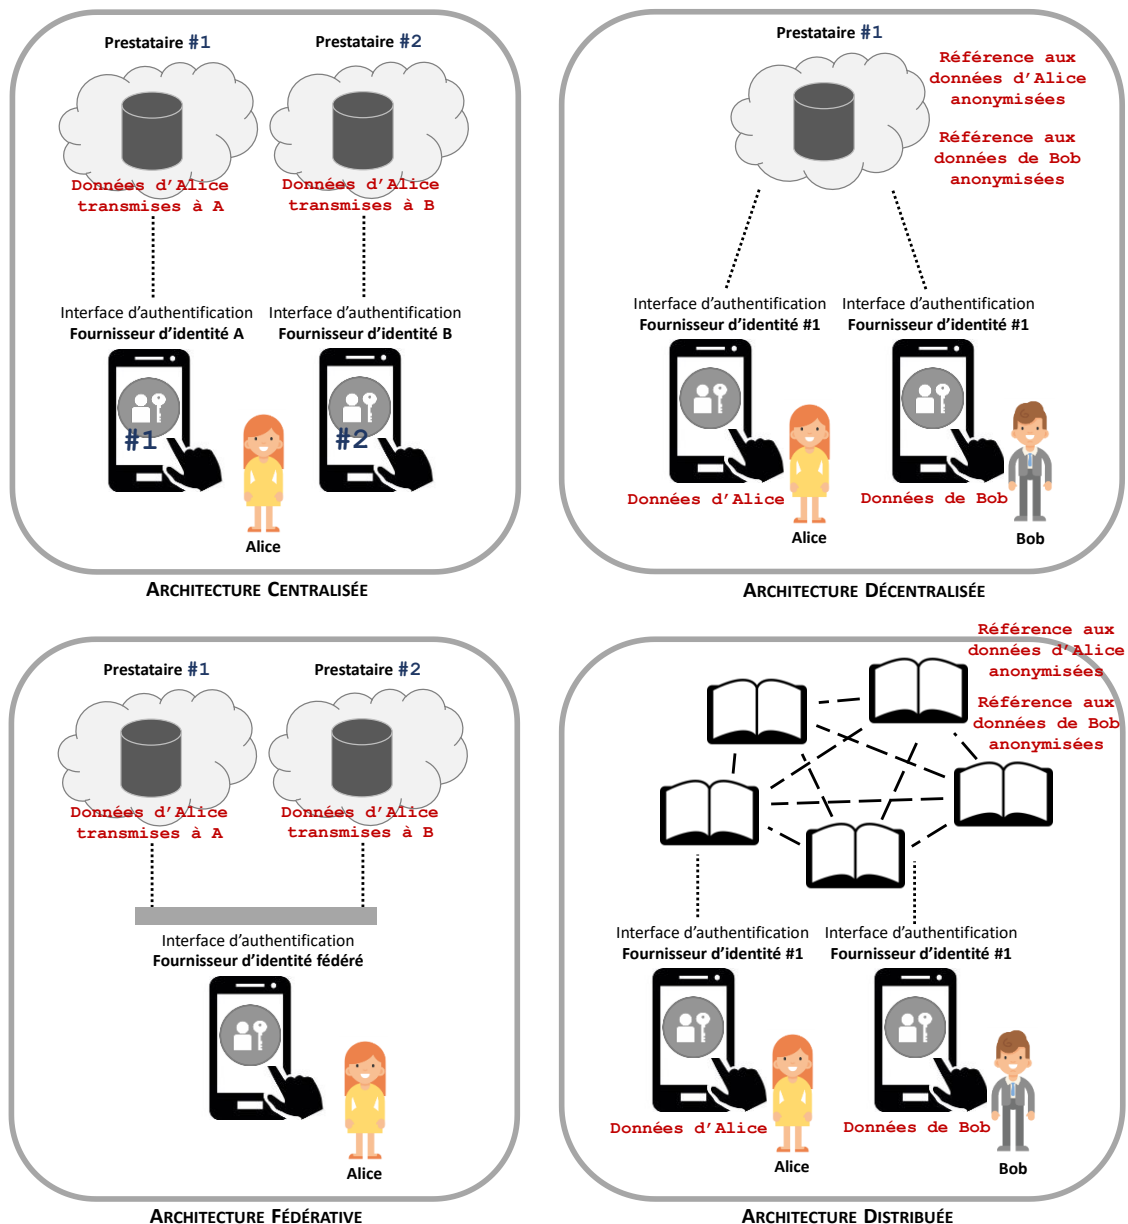 Prestataire #1
Prestataire #2
Données d’Alice
transmises à A
Données d’Alice
transmises à B
Interface d’authentification
Fournisseur d’identité A
Interface d’authentification
Fournisseur d’identité B
#1
#2
Alice
ARCHITECTURE CENTRALISÉE
Prestataire #1
Référence aux
données d’Alice
anonymisées
Référence aux
données de Bob
anonymisées
Interface d’authentification
Fournisseur d’identité #1
Interface d’authentification
Fournisseur d’identité #1
Données d’Alice
Données de Bob
Alice
Bob
ARCHITECTURE DÉCENTRALISÉE
Prestataire #1
Prestataire #2
Données d’Alice
transmises à A
Données d’Alice
transmises à B
Interface d’authentification
Fournisseur d’identité fédéré
Alice
ARCHITECTURE FÉDÉRATIVE
Référence aux
données d’Alice
anonymisées
Référence aux
données de Bob
anonymisées
Interface d’authentification
Fournisseur d’identité #1
Interface d’authentification
Fournisseur d’identité #1
Données d’Alice
Données de Bob
Alice
Bob
ARCHITECTURE DISTRIBUÉE